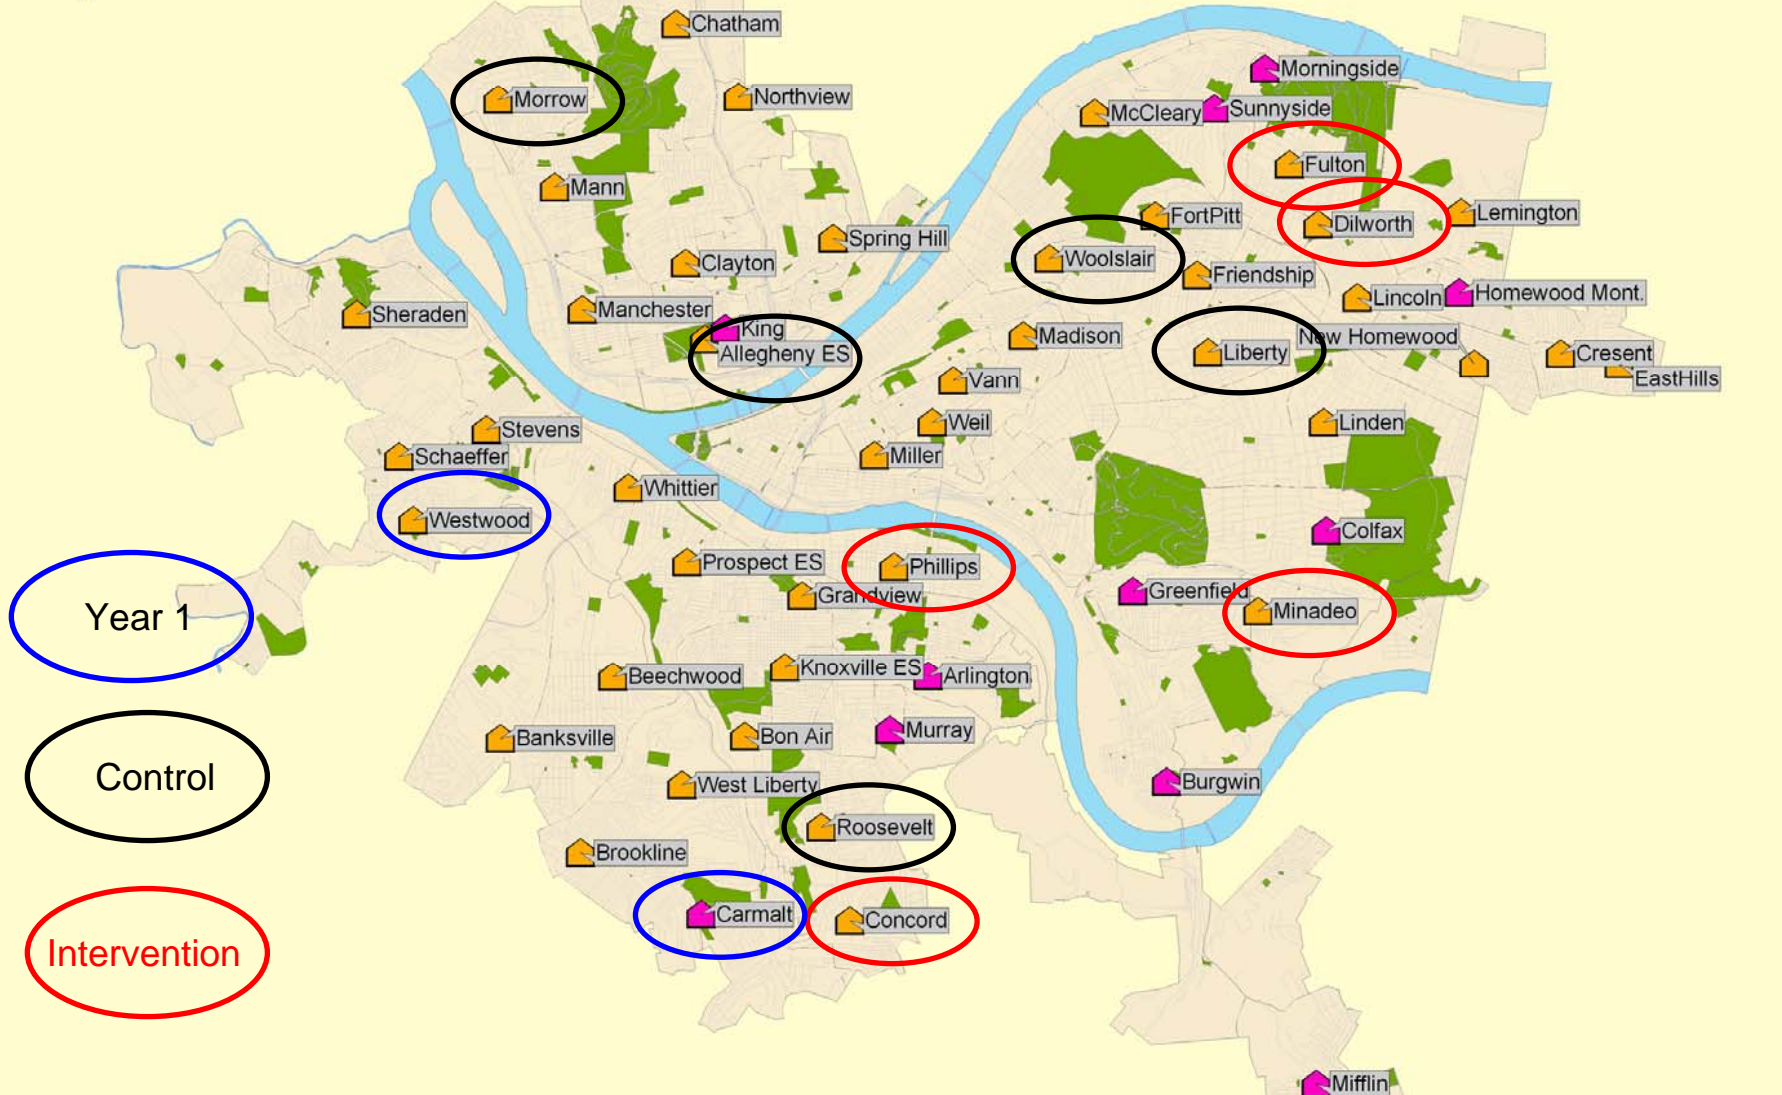 Chatham
Morrow
Northview
Morningside
McCleary
Sunnyside
Fulton
Mann
FortPitt
Dilworth
Lemington
Spring Hill
Clayton
Woolslair
Friendship
Sheraden
Manchester
Lincoln
Homewood Mont.
King
Allegheny ES
Madison
Liberty
New Homewood
Cresent
EastHills
Vann
Stevens
Weil
Linden
Schaeffer
Miller
Whittier
Westwood
Colfax
Prospect ES
Phillips
Grandview
Greenfield
Minadeo
Year 1
Beechwood
Knoxville ES
Arlington
Banksville
Bon Air
Murray
Control
West Liberty
Burgwin
Roosevelt
Brookline
Carmalt
Concord
Intervention
Mifflin